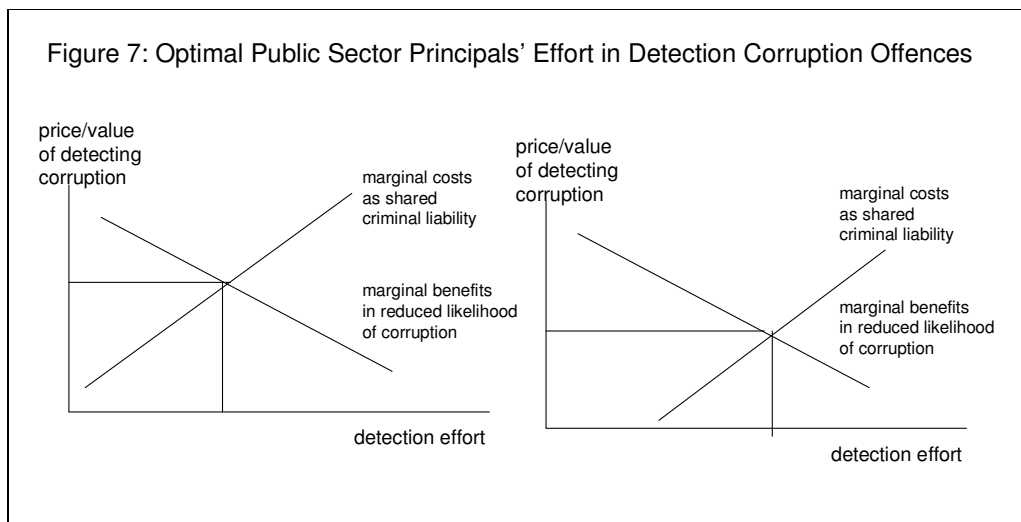 Figure 7: Optimal Public Sector Principals' Effort in Detection Corruption Offences
price/value
of detecting
corruption
marginal costs
as shared
criminal liability
marginal benefits
in reduced likelihood
of corruption
detection effort
price/value
of detecting
corruption
marginal costs
as shared
criminal liability
marginal benefits
in reduced likelihood
of corruption
detection effort